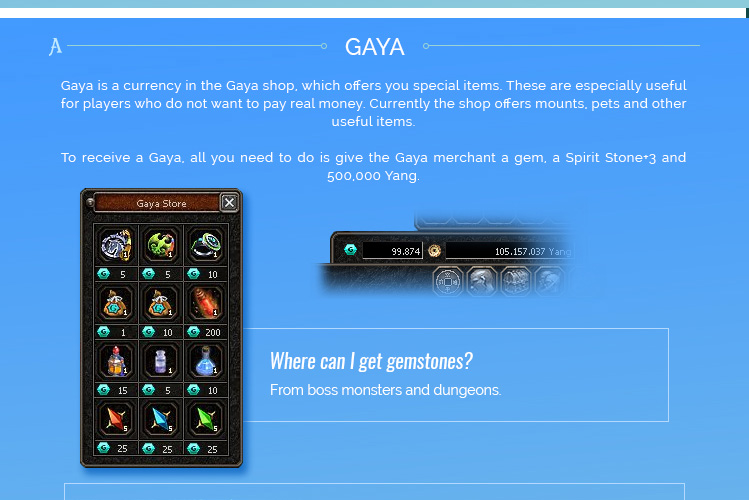 GAYA
Gaya is a currency in the Gaya shop, which offers you special items. These are especially useful
for players who do not want to pay real money. Currently the shop offers mounts, pets and other
useful items.
To receive a Gaya, all you need to do is give the Gaya merchant a gem, a Spirit Stone+3 and
500,000 Yang.
Gaya Store
1 1 1
5 5 10
1 1 1
1 10 200
1 1 1
15 5 10
5 5 5
25 25 25
99.874 105.157.037 Yang
Where can I get gemstones?
From boss monsters and dungeons.